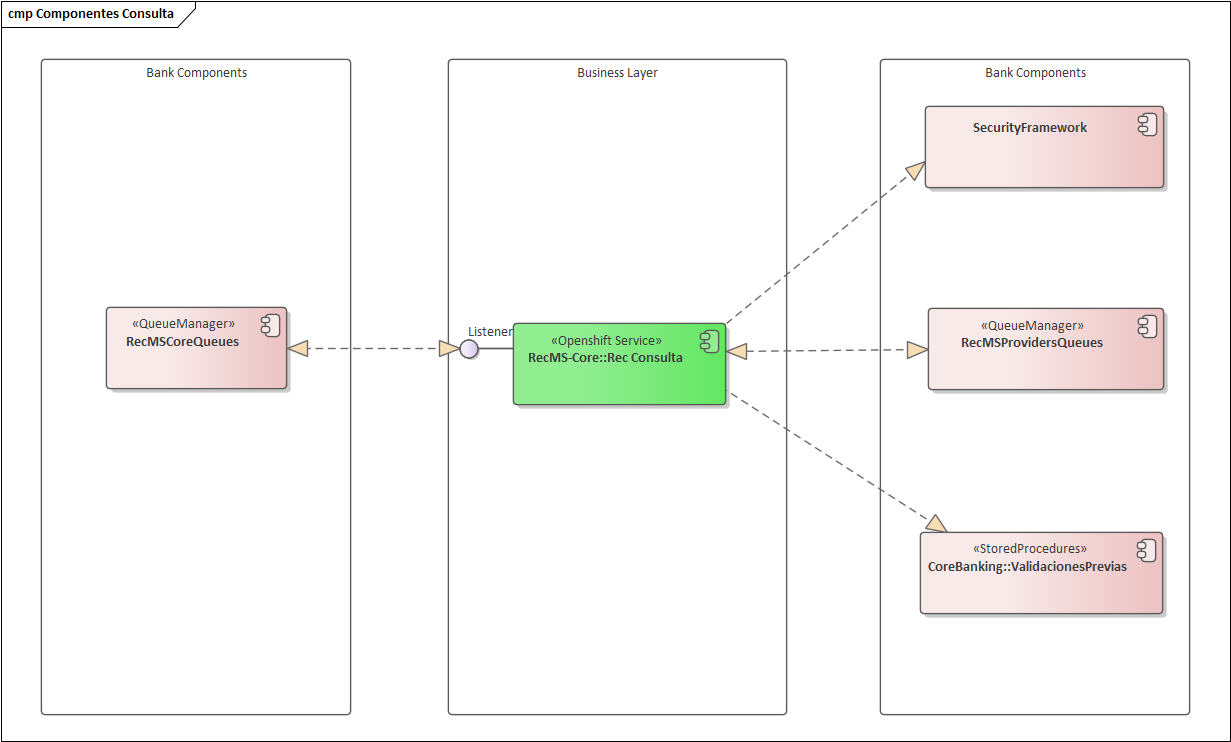 cmp Componentes Consulta
Bank Components
Business Layer
Bank Components
SecurityFramework
«QueueManager»
RecMSCoreQueues
Listener
«Openshift Service»
RecMS-Core::Rec Consulta
«QueueManager»
RecMSProvidersQueues
«StoredProcedures»
CoreBanking::ValidacionesPrevias